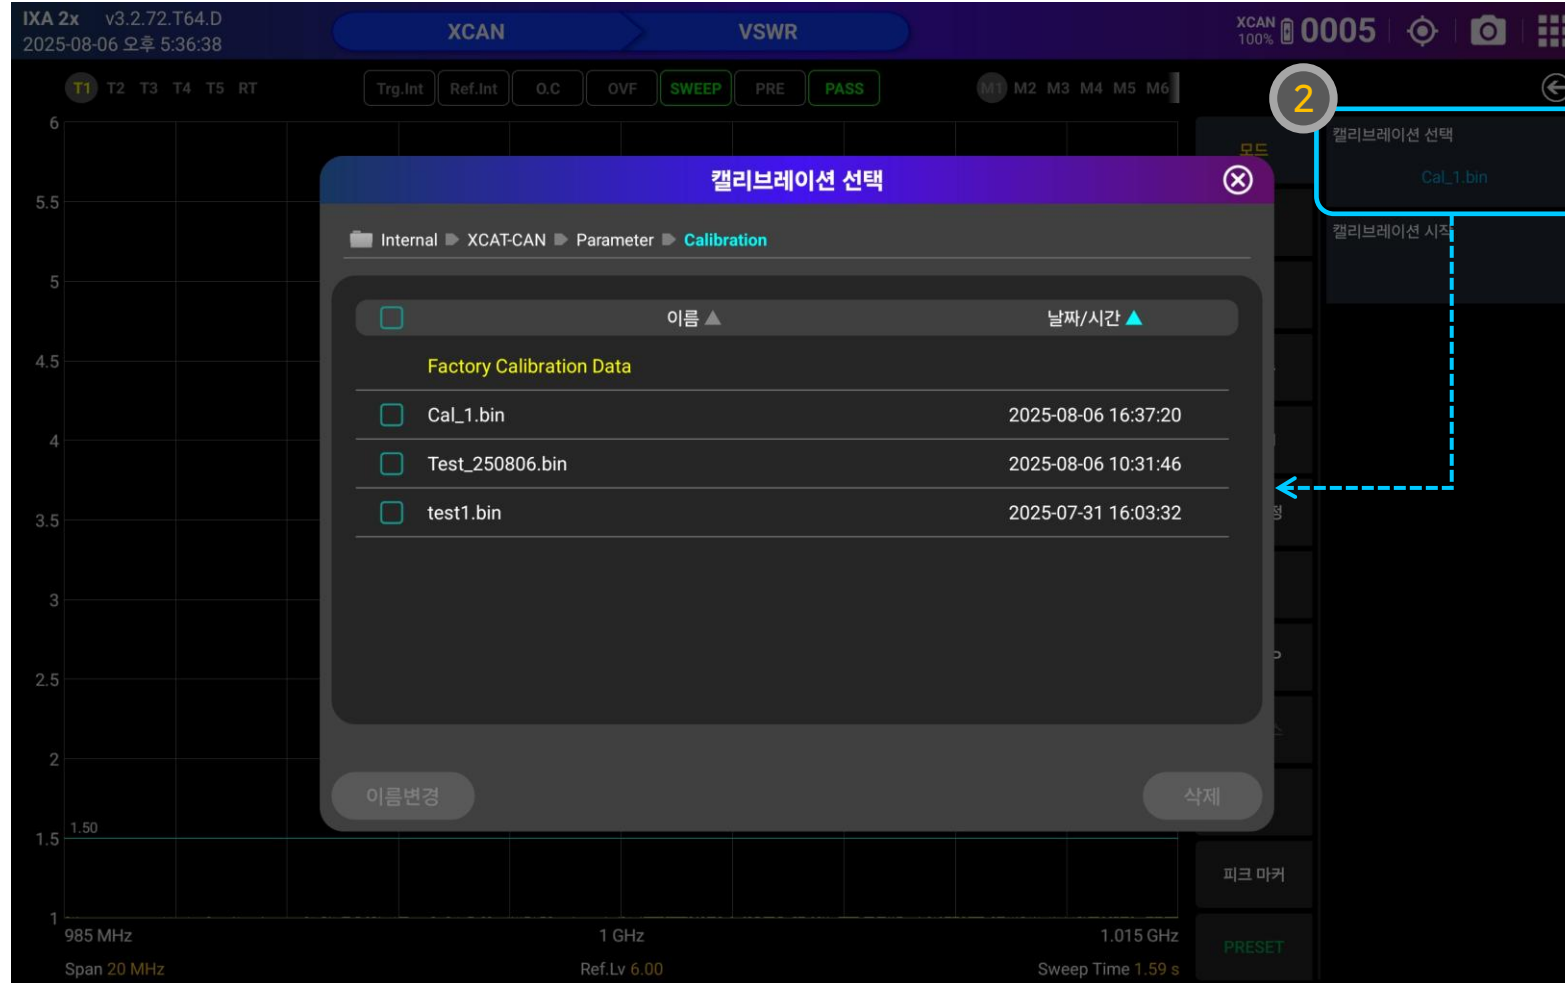 IXA 2x v3.2.72.T64.D
2025-08-06 오후 5:36:38
XCAN VSWR
XCAN
100%
0005
T1 T2 T3 T4 T5 RT
Trg.Int Ref.Int O.C OVF SWEEP PRE PASS
M1 M2 M3 M4 M5 M6
2
모드
캘리브레이션 선택
Cal_1.bin
캘리브레이션 시작
캘리브레이션 선택
Internal XCAT-CAN Parameter Calibration
이름 날짜/시간
Factory Calibration Data
Cal_1.bin 2025-08-06 16:37:20
Test_250806.bin 2025-08-06 10:31:46
test1.bin 2025-07-31 16:03:32
이름변경 삭제
6
5.5
5
4.5
4
3.5
3
2.5
2
1.50
1.5
1
985 MHz 1 GHz 1.015 GHz
Span 20 MHz Ref.Lv 6.00 Sweep Time 1.59 s
피크 마커
PRESET